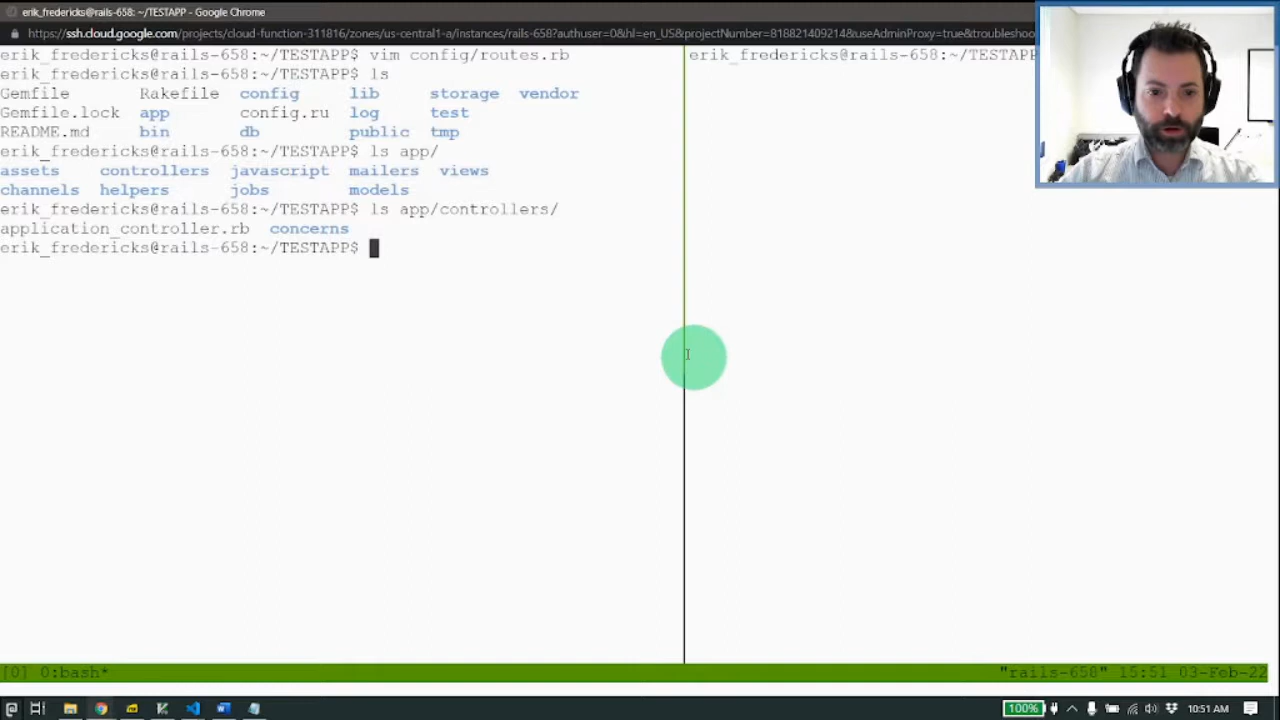 erik_fredericks@rails-658: ~/TESTAPP - Google Chrome
https://ssh.cloud.google.com/projects/cloud-function-311816/zones/us-central1-a/instances/rails-658?authuser=0&hl=en_US&projectNumber=818821409214&useAdminProxy=true&troubleshoo
erik_fredericks@rails-658:~/TESTAPP$ vim config/routes.rb
erik_fredericks@rails-658:~/TESTAPP$ ls
Gemfile Rakefile config lib storage vendor
Gemfile.lock app config.ru log test
README.md bin db public tmp
erik_fredericks@rails-658:~/TESTAPP$ ls app/
assets controllers javascript mailers views
channels helpers jobs models
erik_fredericks@rails-658:~/TESTAPP$ ls app/controllers/
application_controller.rb concerns
erik_fredericks@rails-658:~/TESTAPP$
erik_fredericks@rails-658:~/TESTAP
[0] 0:bash*
"rails-658" 15:51 03-Feb-22
100%
10:51 AM